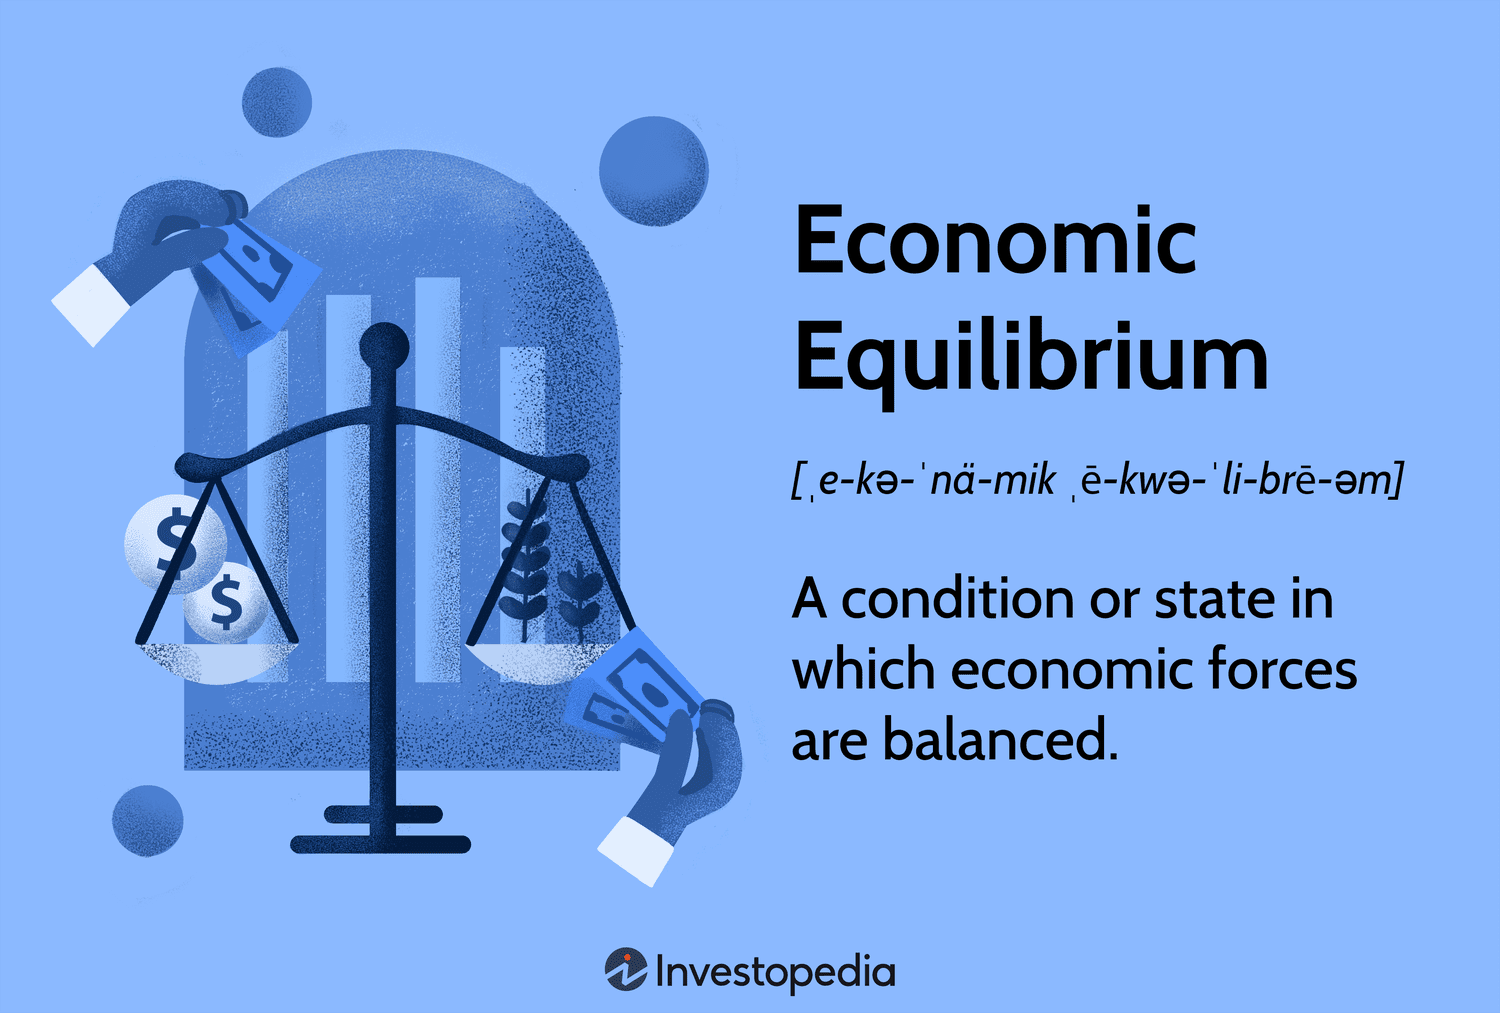 Economic
Equilibrium
[ˌe-kə-ˈnä-mik ˌē-kwə-ˈli-brē-əm]
A condition or state in
which economic forces
are balanced.
$
$
Investopedia